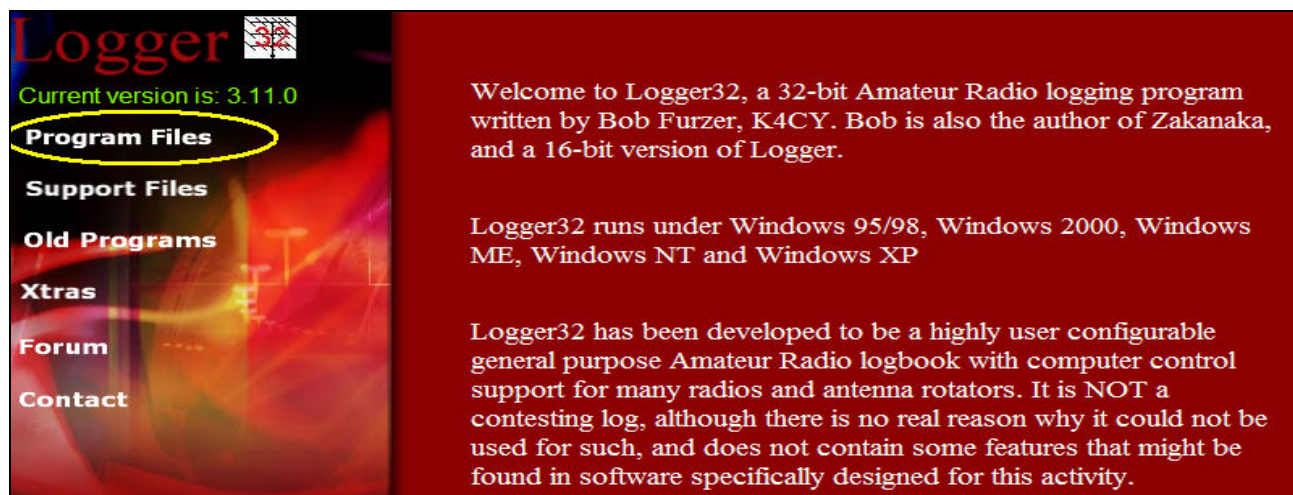 Logger 32
Current version is: 3.11.0
Program Files
Support Files
Old Programs
Xtras
Forum
Contact
Welcome to Logger32, a 32-bit Amateur Radio logging program
written by Bob Furzer, K4CY. Bob is also the author of Zakanaka,
and a 16-bit version of Logger.
Logger32 runs under Windows 95/98, Windows 2000, Windows
ME, Windows NT and Windows XP
Logger32 has been developed to be a highly user configurable
general purpose Amateur Radio logbook with computer control
support for many radios and antenna rotators. It is NOT a
contesting log, although there is no real reason why it could not be
used for such, and does not contain some features that might be
found in software specifically designed for this activity.